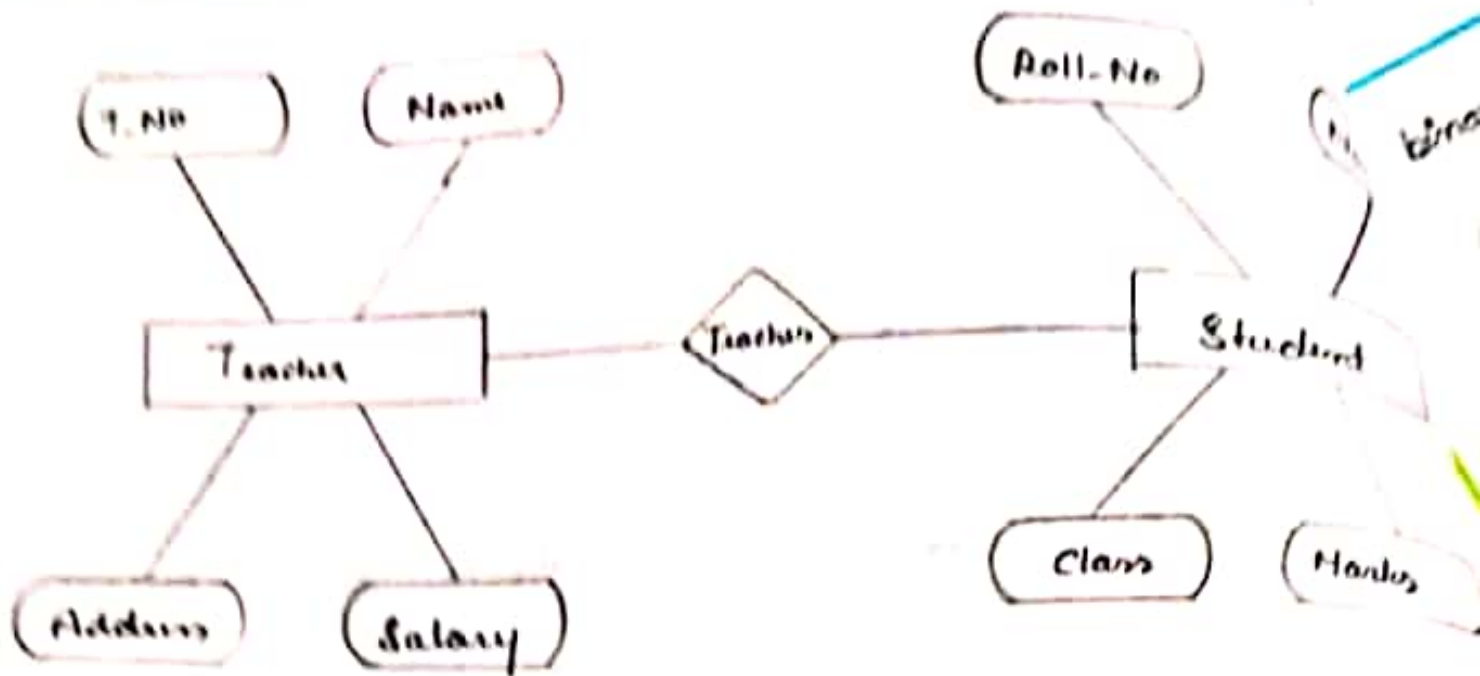 T. No
Name
Roll-No
Teacher
Teaches
Student
Address
Salary
Class
Marks